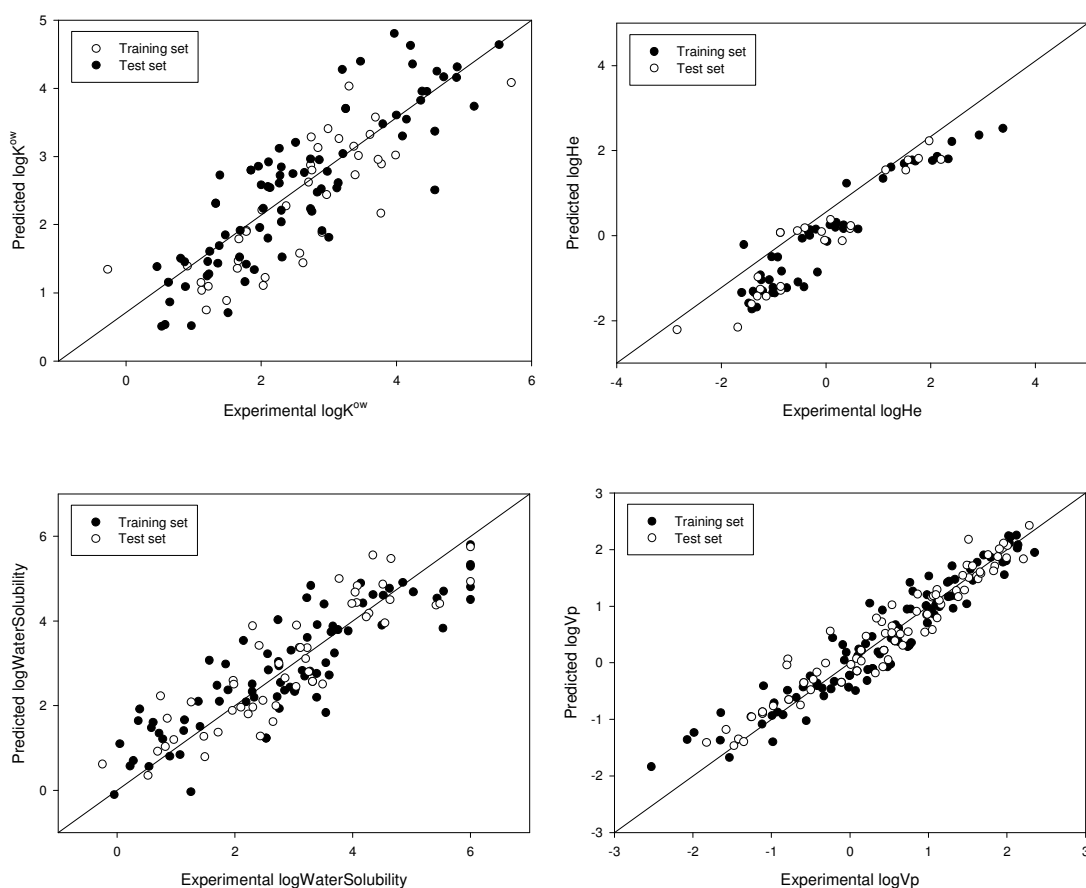 5
4
3
2
1
0
Predicted logK^ow
Training set
Test set
0 2 4 6
Experimental logK^ow
4
2
0
-2
Predicted logHe
Training set
Test set
-4 -2 0 2 4
Experimental logHe
6
4
2
0
Predicted logWaterSolubility
Training set
Test set
0 2 4 6
Experimental logWaterSolubility
3
2
1
0
-1
-2
-3
Predicted logVp
Training set
Test set
-3 -2 -1 0 1 2 3
Experimental logVp